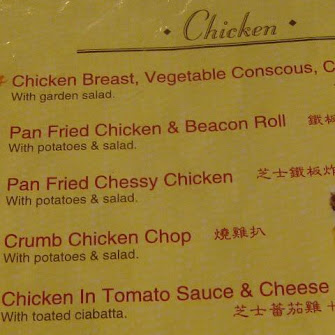 Chicken
Chicken Breast, Vegetable Conscous, C
With garden salad.
Pan Fried Chicken & Beacon Roll 鐵板
With potatoes & salad.
Pan Fried Chessy Chicken 芝士鐵板炸
With potatoes & salad.
Crumb Chicken Chop 燒雞扒
With potatoes & salad.
Chicken In Tomato Sauce & Cheese
With toated ciabatta. 芝士蕃茄雞